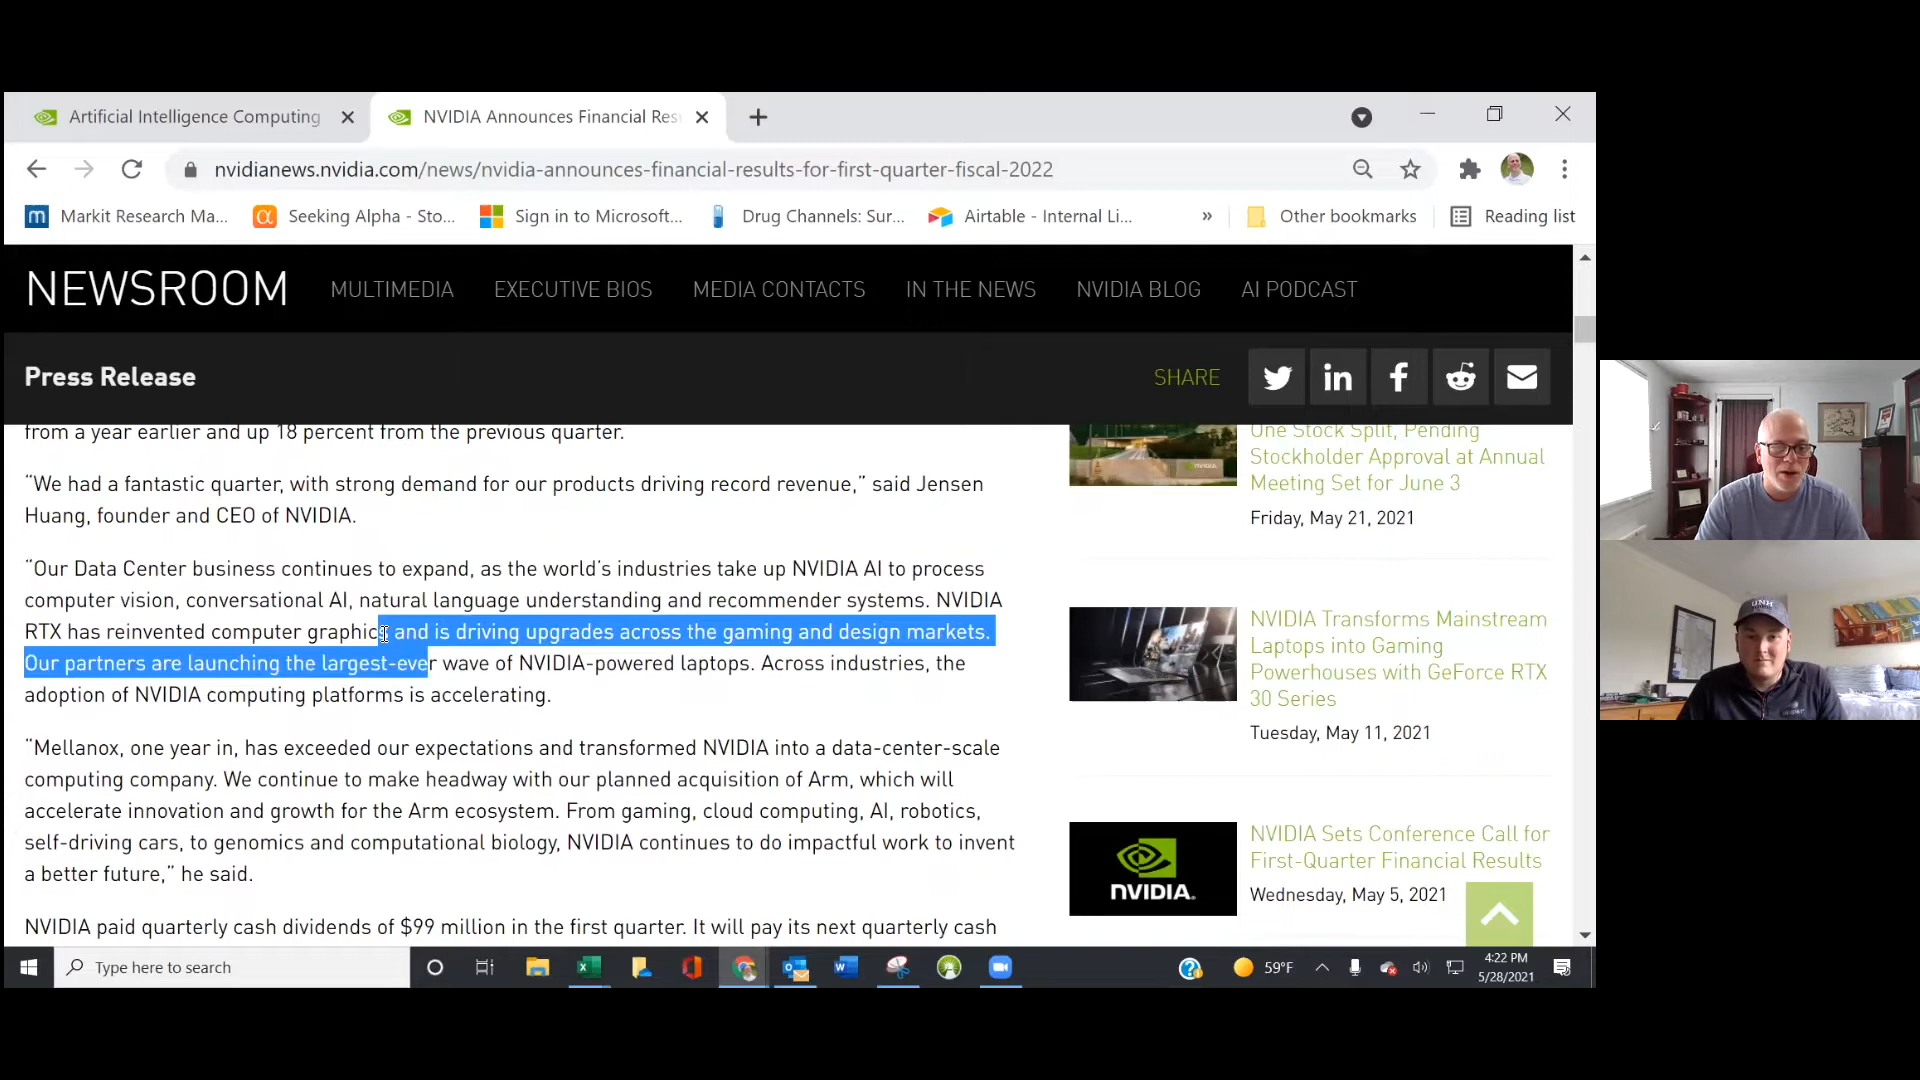 Artificial Intelligence Computing
NVIDIA Announces Financial Res
nvidianews.nvidia.com/news/nvidia-announces-financial-results-for-first-quarter-fiscal-2022
m Markit Research Ma...
α Seeking Alpha - Sto...
Sign in to Microsoft...
Drug Channels: Sur...
Airtable - Internal Li...
»
Other bookmarks
Reading list
NEWSROOM MULTIMEDIA EXECUTIVE BIOS MEDIA CONTACTS IN THE NEWS NVIDIA BLOG AI PODCAST
Press Release
SHARE
from a year earlier and up 18 percent from the previous quarter.
“We had a fantastic quarter, with strong demand for our products driving record revenue,” said Jensen
Huang, founder and CEO of NVIDIA.
“Our Data Center business continues to expand, as the world’s industries take up NVIDIA AI to process
computer vision, conversational AI, natural language understanding and recommender systems. NVIDIA
RTX has reinvented computer graphics and is driving upgrades across the gaming and design markets.
Our partners are launching the largest-ever wave of NVIDIA-powered laptops. Across industries, the
adoption of NVIDIA computing platforms is accelerating.
“Mellanox, one year in, has exceeded our expectations and transformed NVIDIA into a data-center-scale
computing company. We continue to make headway with our planned acquisition of Arm, which will
accelerate innovation and growth for the Arm ecosystem. From gaming, cloud computing, AI, robotics,
self-driving cars, to genomics and computational biology, NVIDIA continues to do impactful work to invent
a better future,” he said.
NVIDIA paid quarterly cash dividends of $99 million in the first quarter. It will pay its next quarterly cash
One Stock Split, Pending
Stockholder Approval at Annual
Meeting Set for June 3
Friday, May 21, 2021
NVIDIA Transforms Mainstream
Laptops into Gaming
Powerhouses with GeForce RTX
30 Series
Tuesday, May 11, 2021
NVIDIA.
NVIDIA Sets Conference Call for
First-Quarter Financial Results
Wednesday, May 5, 2021
Type here to search
59°F
4:22 PM
5/28/2021
UNH